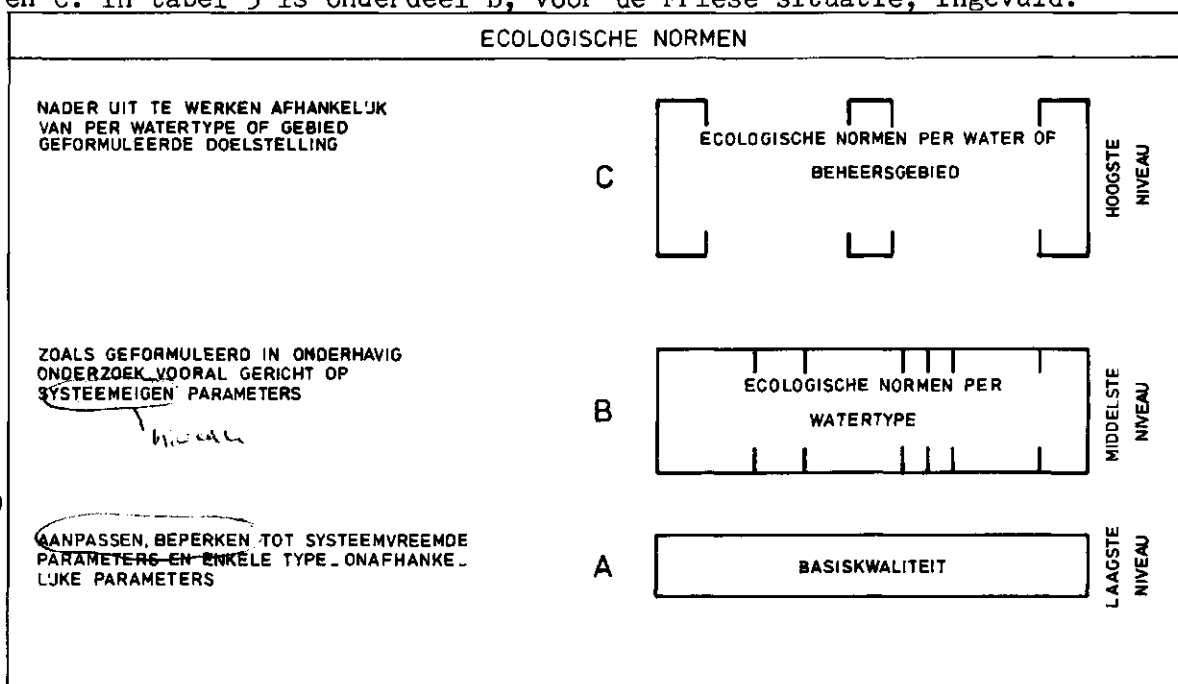 en C. In tabel 5 is onderdeel b, voor de Friese situatie, ingevuld.
ECOLOGISCHE NORMEN
NADER UIT TE WERKEN AFHANKELIJK
VAN PER WATERTYPE OF GEBIED
GEFORMULEERDE DOELSTELLING
C
ECOLOGISCHE NORMEN PER WATER OF
BEHEERSGEBIED
HOOGSTE
NIVEAU
ZOALS GEFORMULEERD IN ONDERHAVIG
ONDERZOEK VOORAL GERICHT OP
SYSTEEMEIGEN PARAMETERS
B
ECOLOGISCHE NORMEN PER
WATERTYPE
MIDDELSTE
NIVEAU
AANPASSEN, BEPERKEN TOT SYSTEEMVREEMDE
PARAMETERS EN ENKELE TYPE_ONAFHANKE_
LIJKE PARAMETERS
A
BASISKWALITEIT
LAAGSTE
NIVEAU